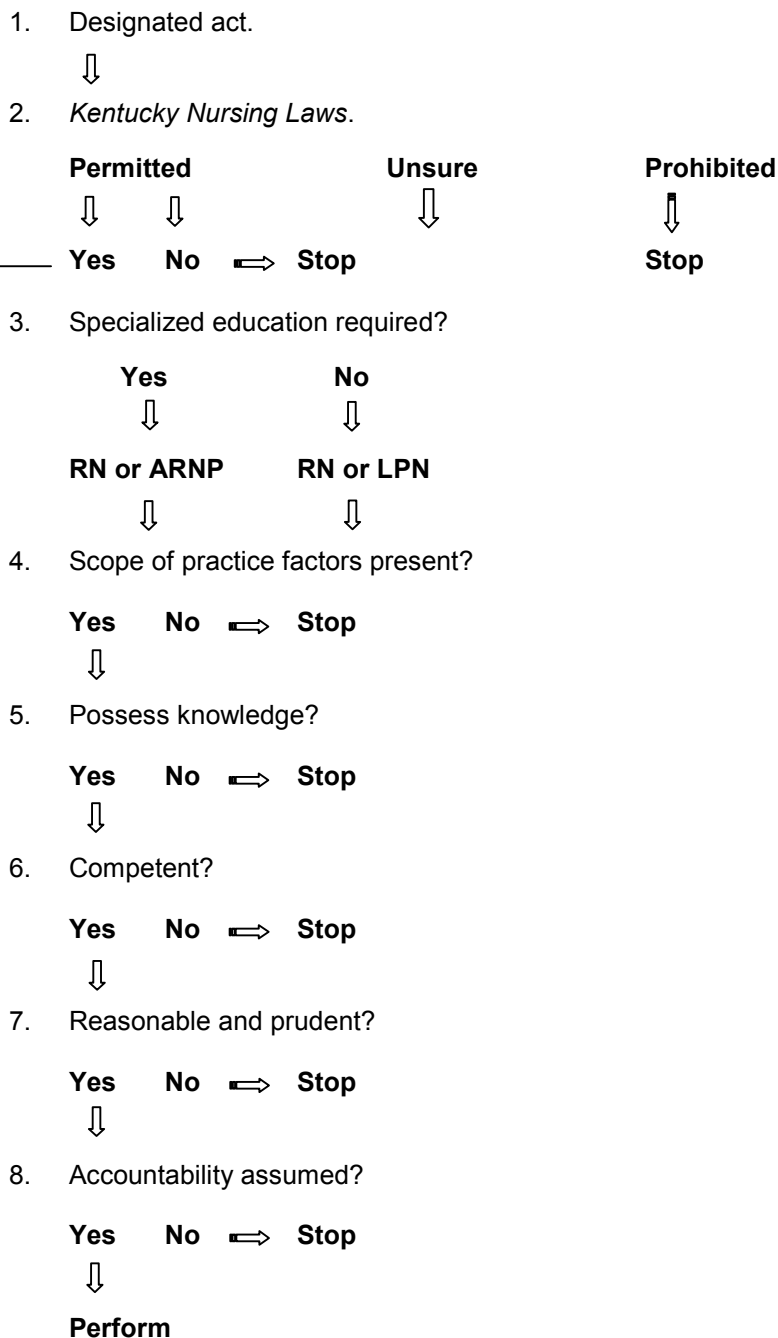 1. Designated act.
⇩
2. Kentucky Nursing Laws.
Permitted Unsure Prohibited
⇩ ⇩ ⇩ ⇩
Yes No ⇨ Stop Stop
3. Specialized education required?
Yes No
⇩ ⇩
RN or ARNP RN or LPN
⇩ ⇩
4. Scope of practice factors present?
Yes No ⇨ Stop
⇩
5. Possess knowledge?
Yes No ⇨ Stop
⇩
6. Competent?
Yes No ⇨ Stop
⇩
7. Reasonable and prudent?
Yes No ⇨ Stop
⇩
8. Accountability assumed?
Yes No ⇨ Stop
⇩
Perform